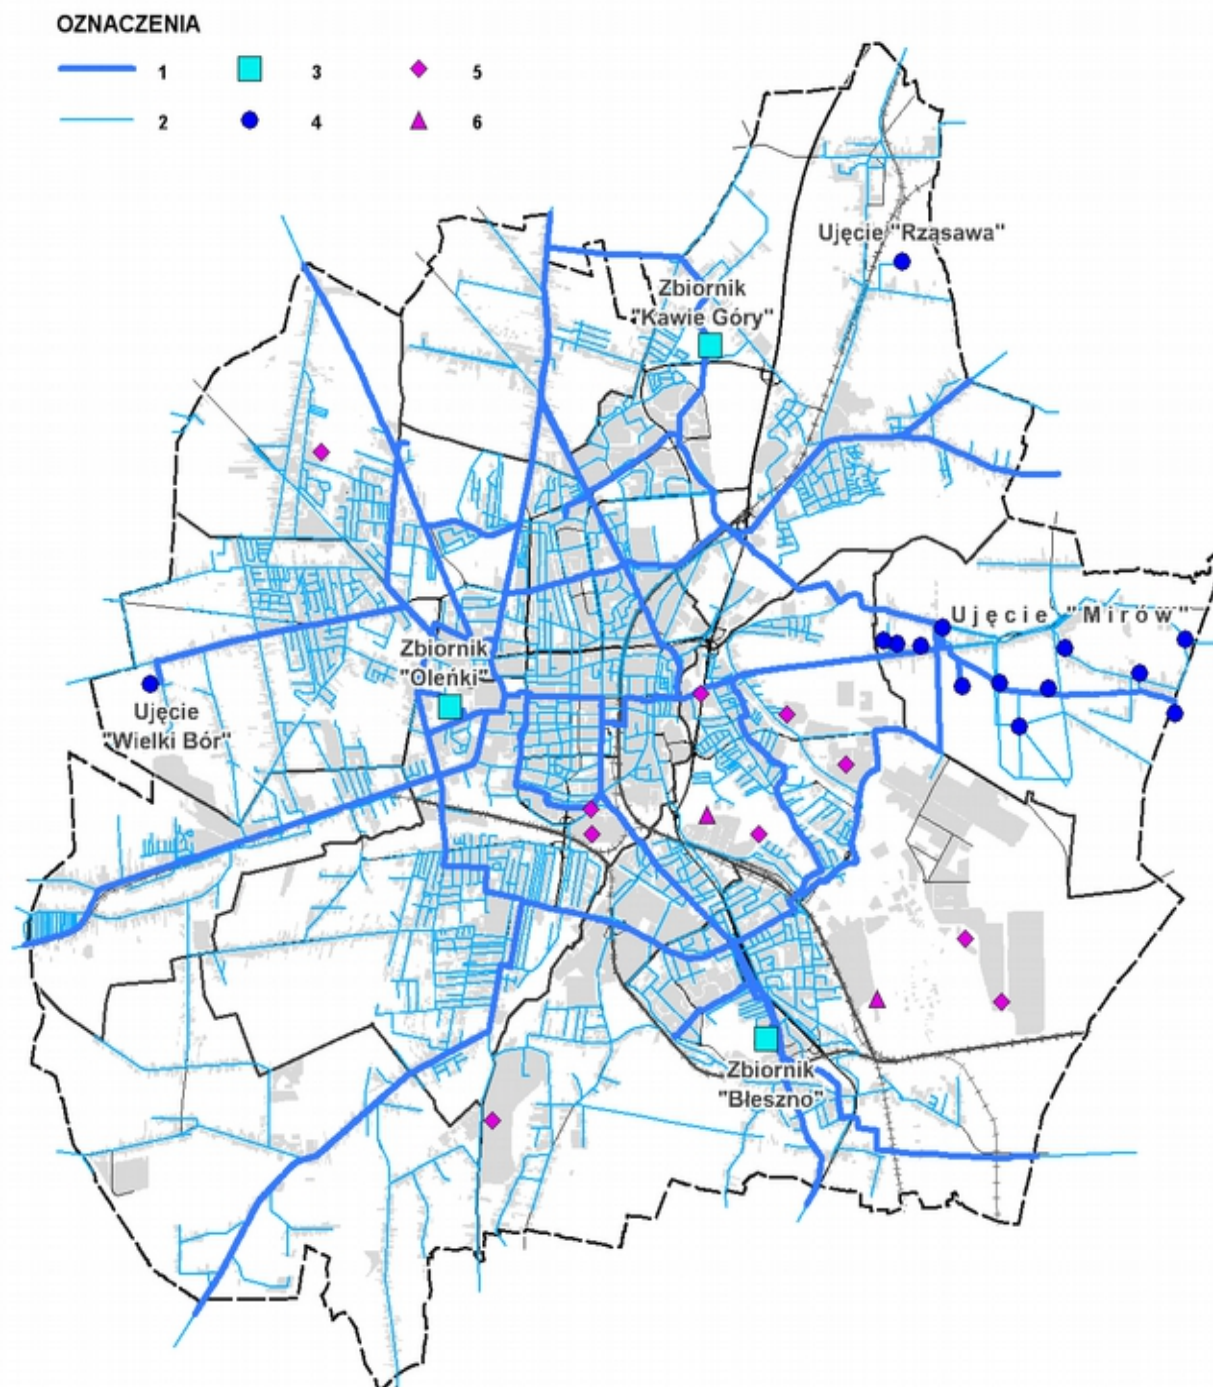 OZNACZENIA
1 3 5
2 4 6
Ujęcie "Rząsawa"
Zbiornik
"Kawie Góry"
Ujęcie "Mirów"
Zbiornik
"Oleńki"
Ujęcie
"Wielki Bór"
Zbiornik
"Błeszno"